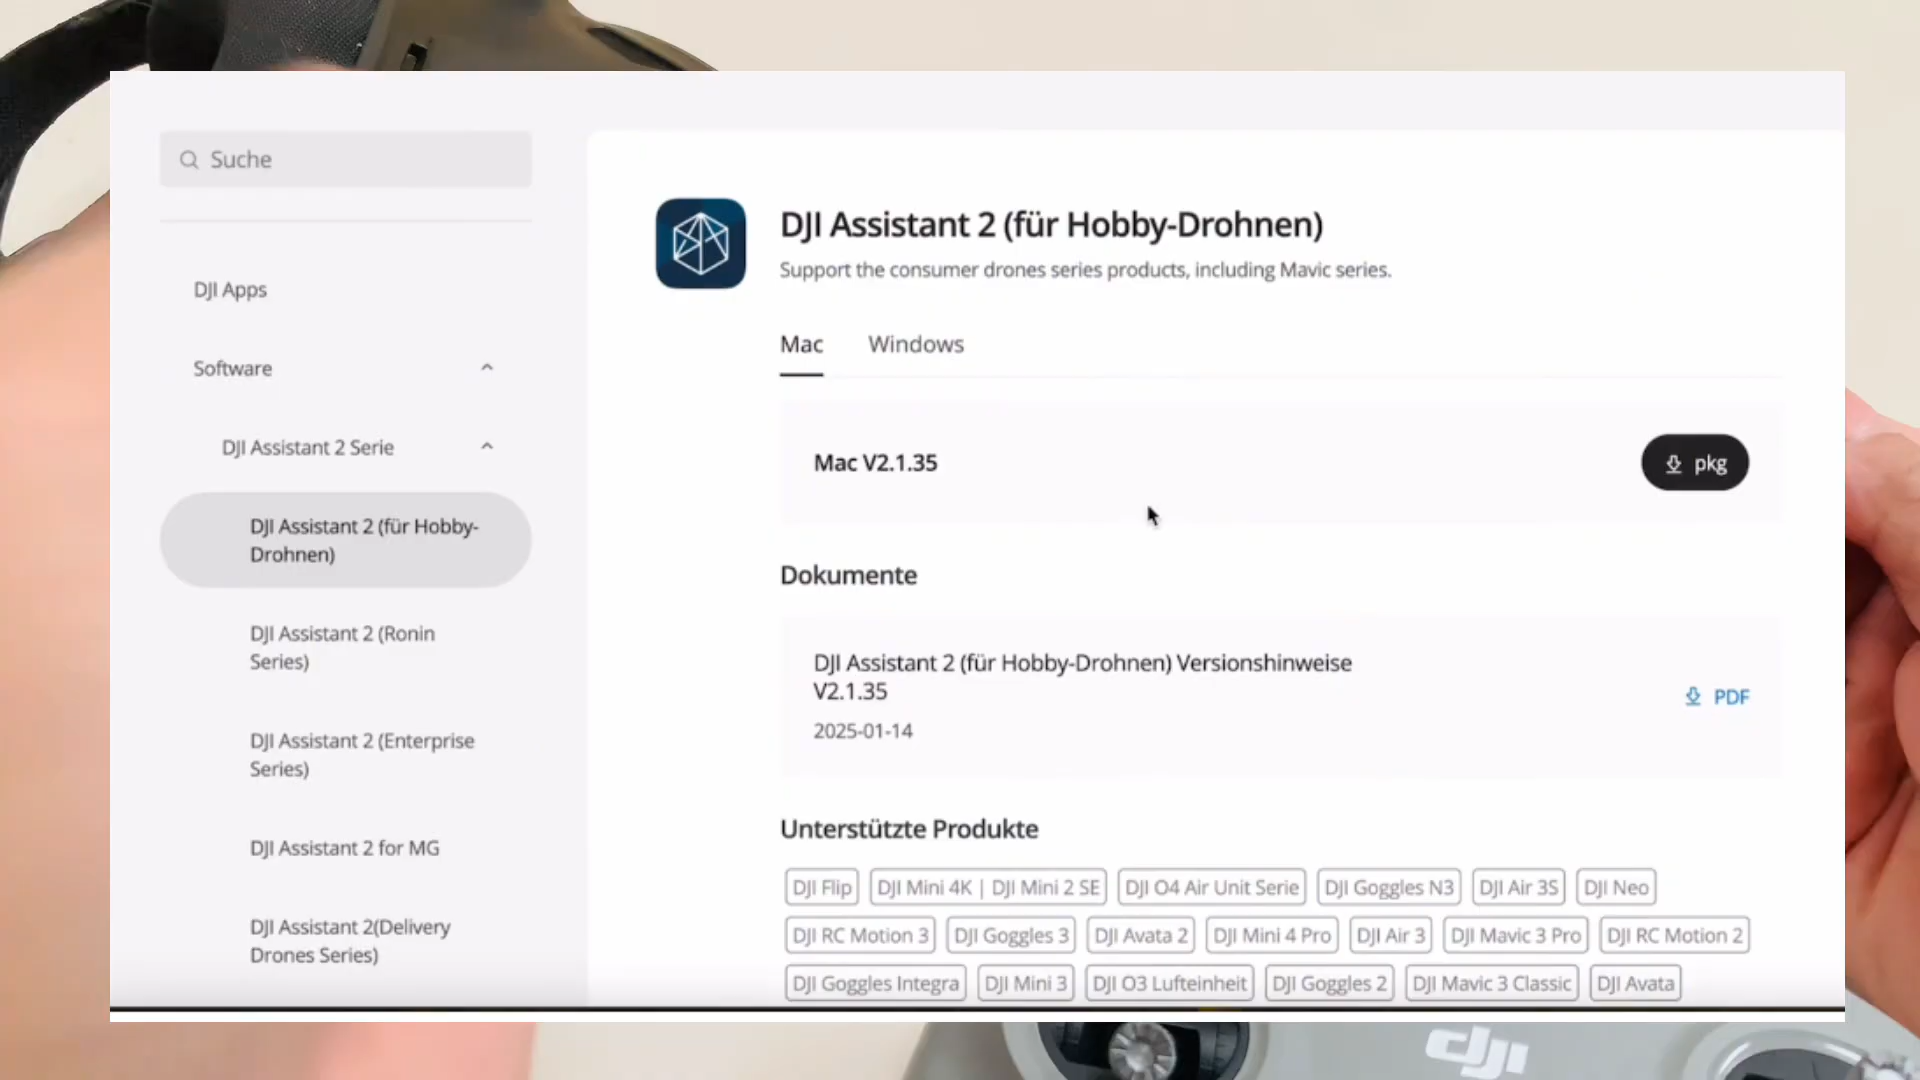 Suche
DJI Apps
Software
DJI Assistant 2 Serie
DJI Assistant 2 (für Hobby-
Drohnen)
DJI Assistant 2 (Ronin
Series)
DJI Assistant 2 (Enterprise
Series)
DJI Assistant 2 for MG
DJI Assistant 2(Delivery
Drones Series)
DJI Assistant 2 (für Hobby-Drohnen)
Support the consumer drones series products, including Mavic series.
Mac Windows
Mac V2.1.35
pkg
Dokumente
DJI Assistant 2 (für Hobby-Drohnen) Versionshinweise
V2.1.35
2025-01-14
PDF
Unterstützte Produkte
DJI Flip DJI Mini 4K | DJI Mini 2 SE DJI O4 Air Unit Serie DJI Goggles N3 DJI Air 3S DJI Neo
DJI RC Motion 3 DJI Goggles 3 DJI Avata 2 DJI Mini 4 Pro DJI Air 3 DJI Mavic 3 Pro DJI RC Motion 2
DJI Goggles Integra DJI Mini 3 DJI O3 Lufteinheit DJI Goggles 2 DJI Mavic 3 Classic DJI Avata
dji